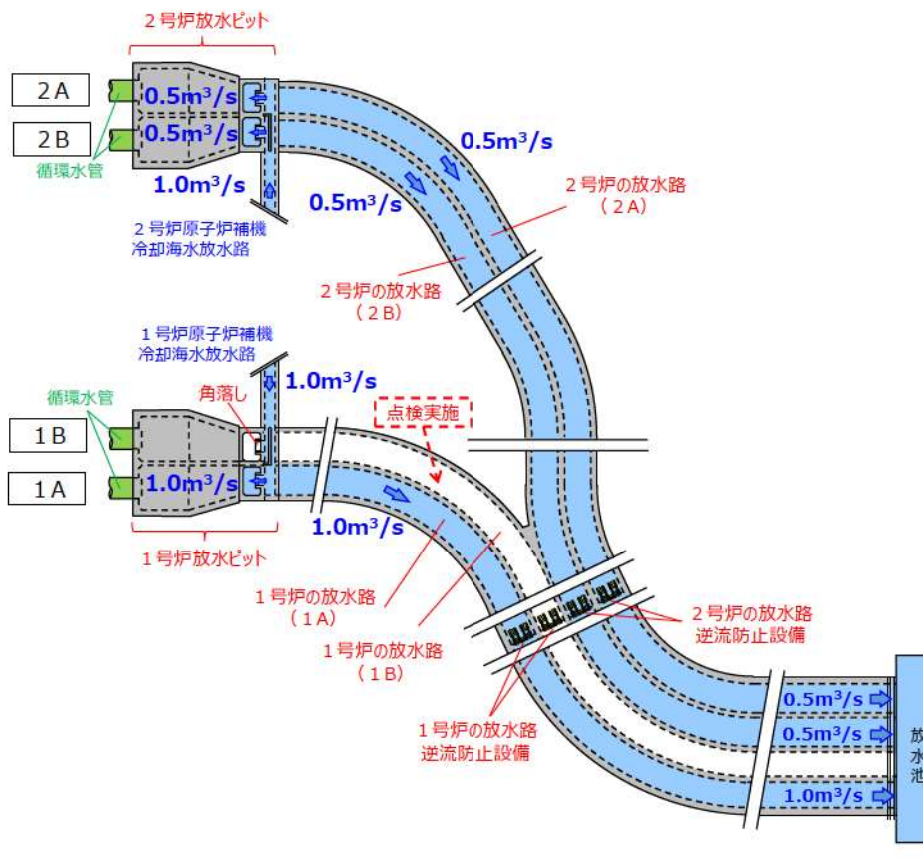 2号炉放水ピット
2A
0.5m³/s
2B
0.5m³/s
循環水管
1.0m³/s
0.5m³/s
0.5m³/s
2号炉の放水路
(2A)
2号炉原子炉補機
冷却海水放水路
2号炉の放水路
(2B)
1号炉原子炉補機
冷却海水放水路
循環水管
角落し
1.0m³/s
点検実施
1B
1A
1.0m³/s
1.0m³/s
1号炉放水ピット
1号炉の放水路
(1A)
1号炉の放水路
(1B)
2号炉の放水路
逆流防止設備
1号炉の放水路
逆流防止設備
0.5m³/s
0.5m³/s
1.0m³/s
放水池